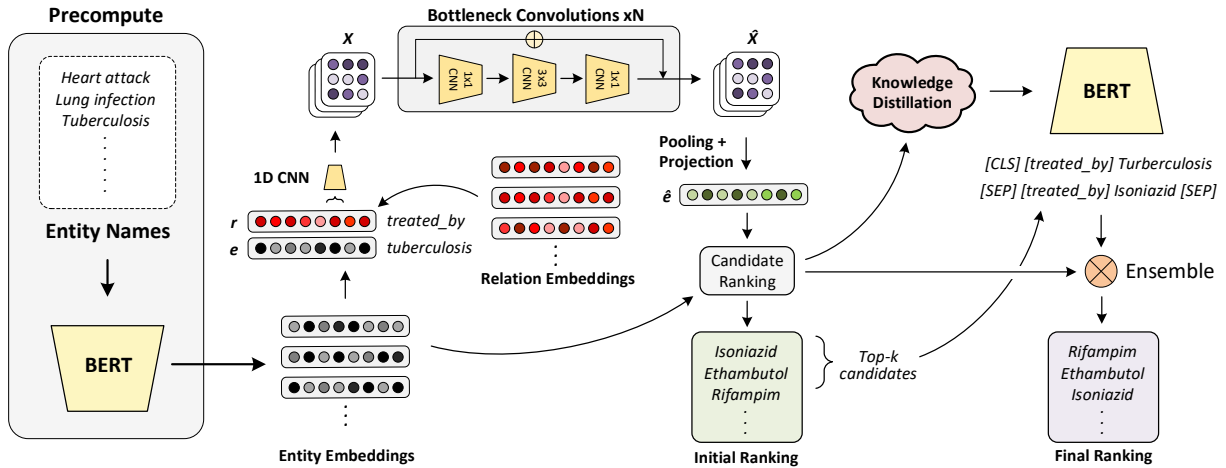 Precompute
Heart attack
Lung infection
Tuberculosis
Entity Names
BERT
Bottleneck Convolutions xN
X
1x1
CNN
3x3
CNN
1x1
CNN
X̂
1D CNN
r
treated_by
e
tuberculosis
Relation Embeddings
Entity Embeddings
Pooling +
Projection
ê
Candidate
Ranking
Isoniazid
Ethambutol
Rifampim
Initial Ranking
Top-k
candidates
Knowledge
Distillation
BERT
[CLS] [treated_by] Turberculosis
[SEP] [treated_by] Isoniazid [SEP]
Ensemble
Rifampim
Ethambutol
Isoniazid
Final Ranking